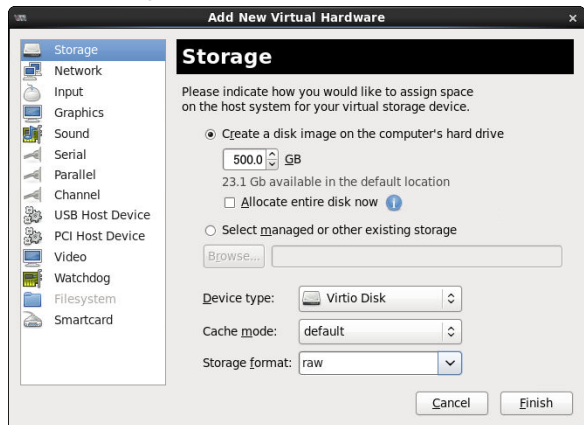 Add New Virtual Hardware
Storage
Network
Input
Graphics
Sound
Serial
Parallel
Channel
USB Host Device
PCI Host Device
Video
Watchdog
Filesystem
Smartcard
Storage
Please indicate how you would like to assign space
on the host system for your virtual storage device.
Create a disk image on the computer's hard drive
500.0 GB
23.1 Gb available in the default location
Allocate entire disk now
Select managed or other existing storage
Browse...
Device type: Virtio Disk
Cache mode: default
Storage format: raw
Cancel Finish